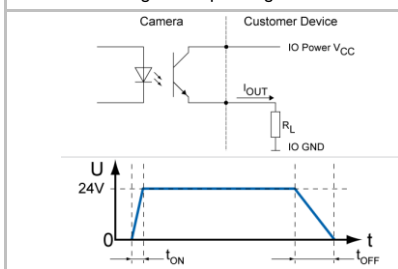 Camera
Customer Device
IO Power VCC
IOUT
RL
IO GND
U
24V
0
t
tON
tOFF